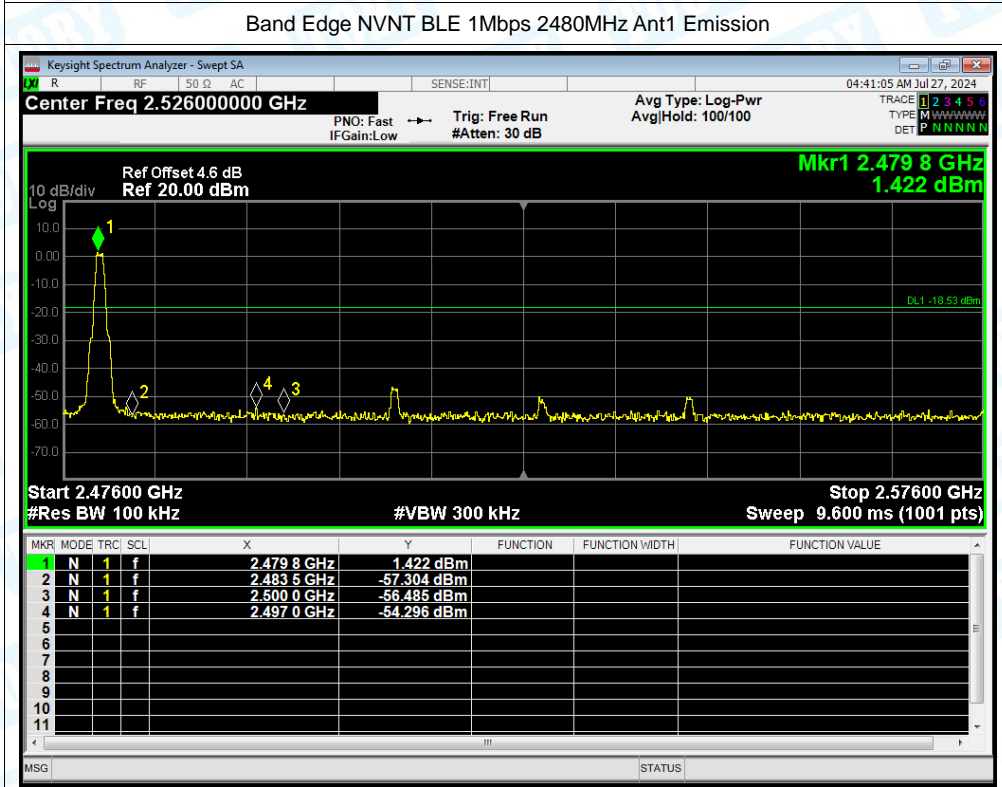 Band Edge NVNT BLE 1Mbps 2480MHz Ant1 Emission
Keysight Spectrum Analyzer - Swept SA
LXI R RF 50 Ω AC SENSE:INT 04:41:05 AM Jul 27, 2024
Center Freq 2.526000000 GHz Avg Type: Log-Pwr TRACE 1 2 3 4 5 6
PNO: Fast Trig: Free Run Avg|Hold: 100/100 TYPE M WWWWW
IFGain:Low #Atten: 30 dB DET P N N N N N
Mkr1 2.479 8 GHz
Ref Offset 4.6 dB
10 dB/div Ref 20.00 dBm 1.422 dBm
Log
10.0
1
0.00
-10.0
DL1 -18.53 dBm
-20.0
-30.0
-40.0
2 4 3
-50.0
-60.0
-70.0
Start 2.47600 GHz Stop 2.57600 GHz
#Res BW 100 kHz #VBW 300 kHz Sweep 9.600 ms (1001 pts)
MKR MODE TRC SCL X Y FUNCTION FUNCTION WIDTH FUNCTION VALUE
1 N 1 f 2.479 8 GHz 1.422 dBm
2 N 1 f 2.483 5 GHz -57.304 dBm
3 N 1 f 2.500 0 GHz -56.485 dBm
4 N 1 f 2.497 0 GHz -54.296 dBm
5
6
7
8
9
10
11
MSG STATUS